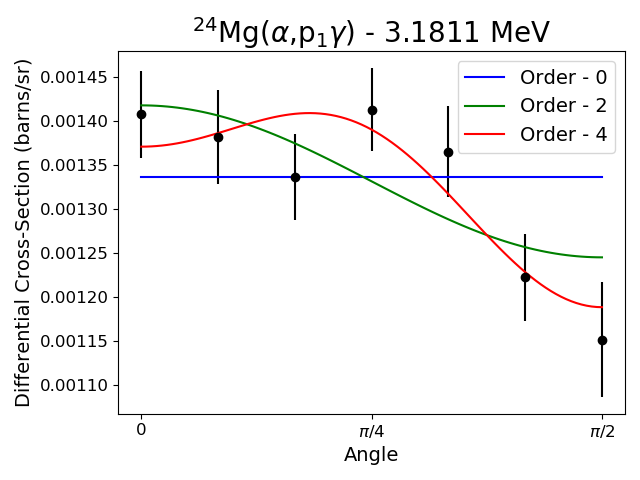 ²⁴Mg(α,p₁γ) - 3.1811 MeV
Differential Cross-Section (barns/sr)
0.00145
0.00140
0.00135
0.00130
0.00125
0.00120
0.00115
0.00110
Order - 0
Order - 2
Order - 4
0
π/4
π/2
Angle